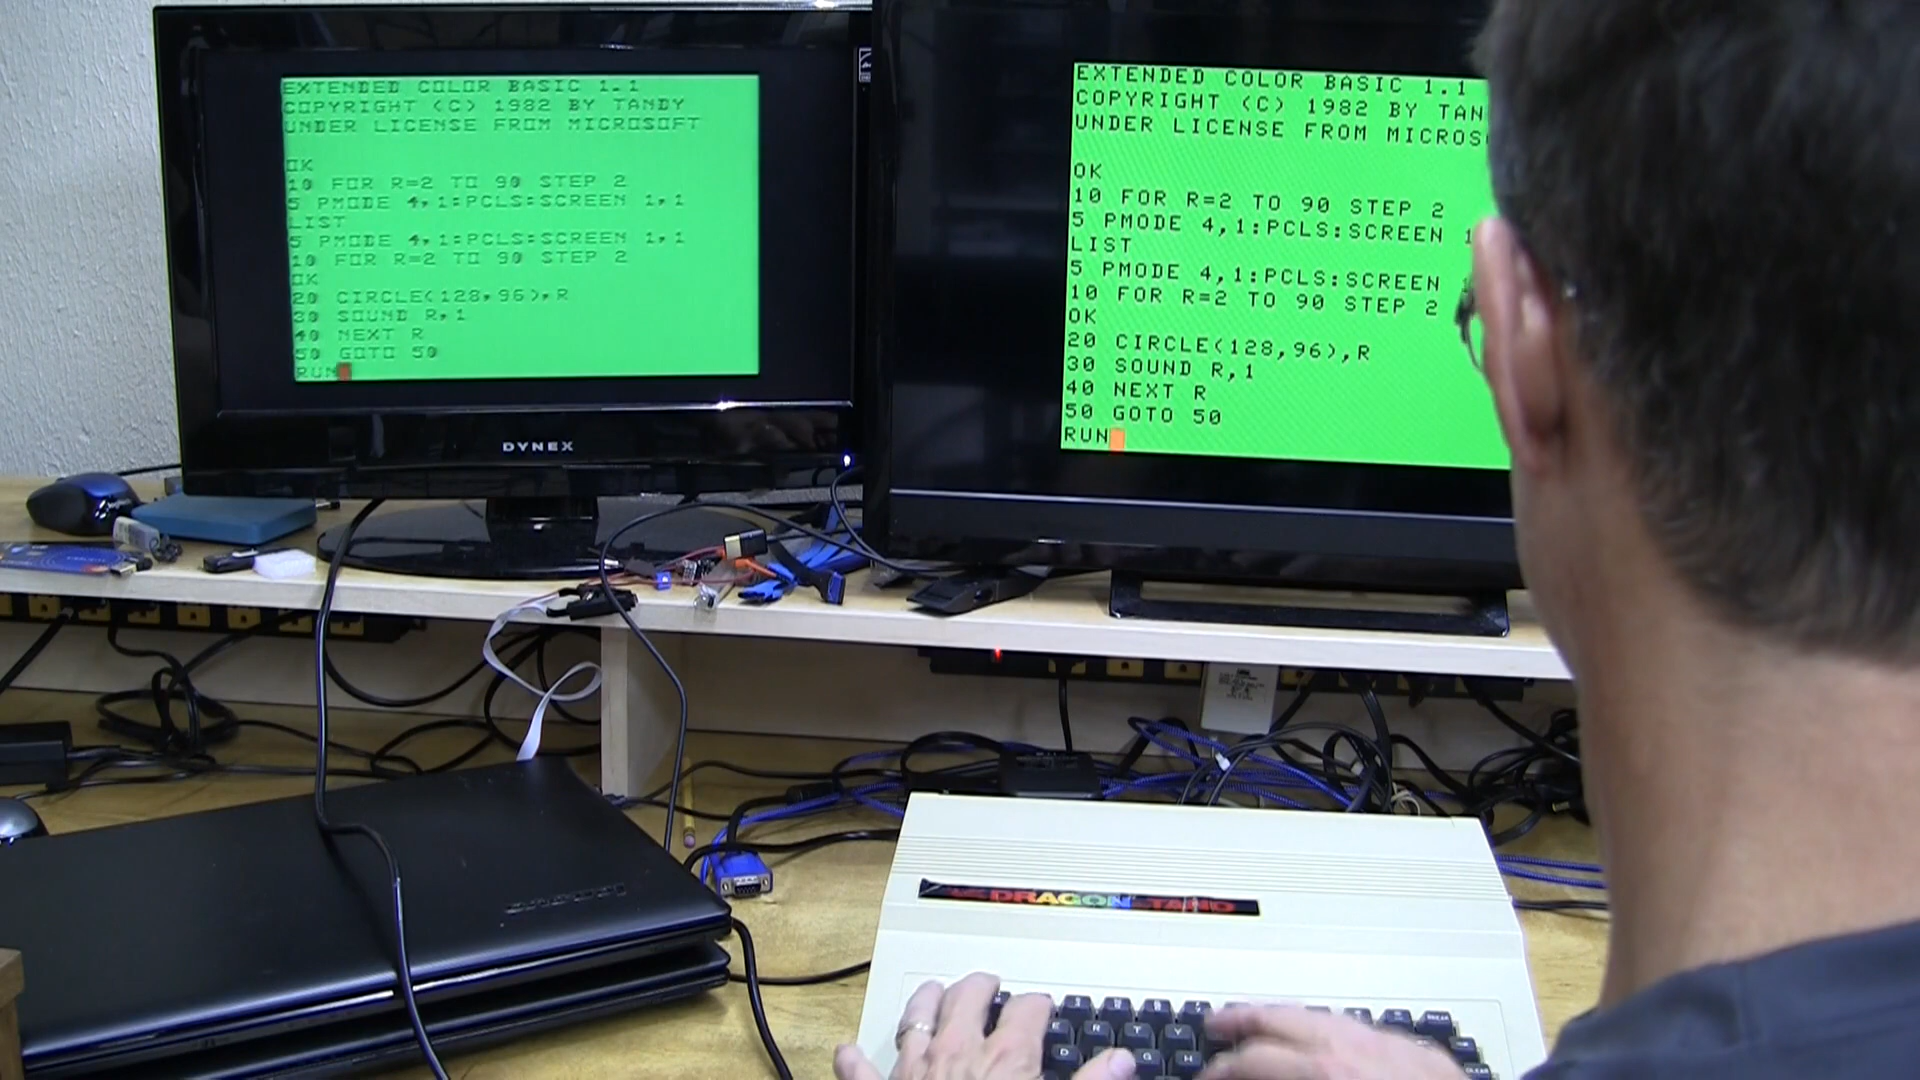 EXTENDED COLOR BASIC 1.1
COPYRIGHT (C) 1982 BY TANDY
UNDER LICENSE FROM MICROSOFT
OK
10 FOR R=2 TO 90 STEP 2
5 PMODE 4,1:PCLS:SCREEN 1,1
LIST
5 PMODE 4,1:PCLS:SCREEN 1,1
10 FOR R=2 TO 90 STEP 2
OK
20 CIRCLE(128,96),R
30 SOUND R,1
40 NEXT R
50 GOTO 50
RUN
DYNEX
EXTENDED COLOR BASIC 1.1
COPYRIGHT (C) 1982 BY TAN
UNDER LICENSE FROM MICROS
OK
10 FOR R=2 TO 90 STEP 2
5 PMODE 4,1:PCLS:SCREEN 1
LIST
5 PMODE 4,1:PCLS:SCREEN 1
10 FOR R=2 TO 90 STEP 2
OK
20 CIRCLE(128,96),R
30 SOUND R,1
40 NEXT R
50 GOTO 50
RUN
lenovo
DRAGON
BREAK
E R T Y
D G H
CLEAR